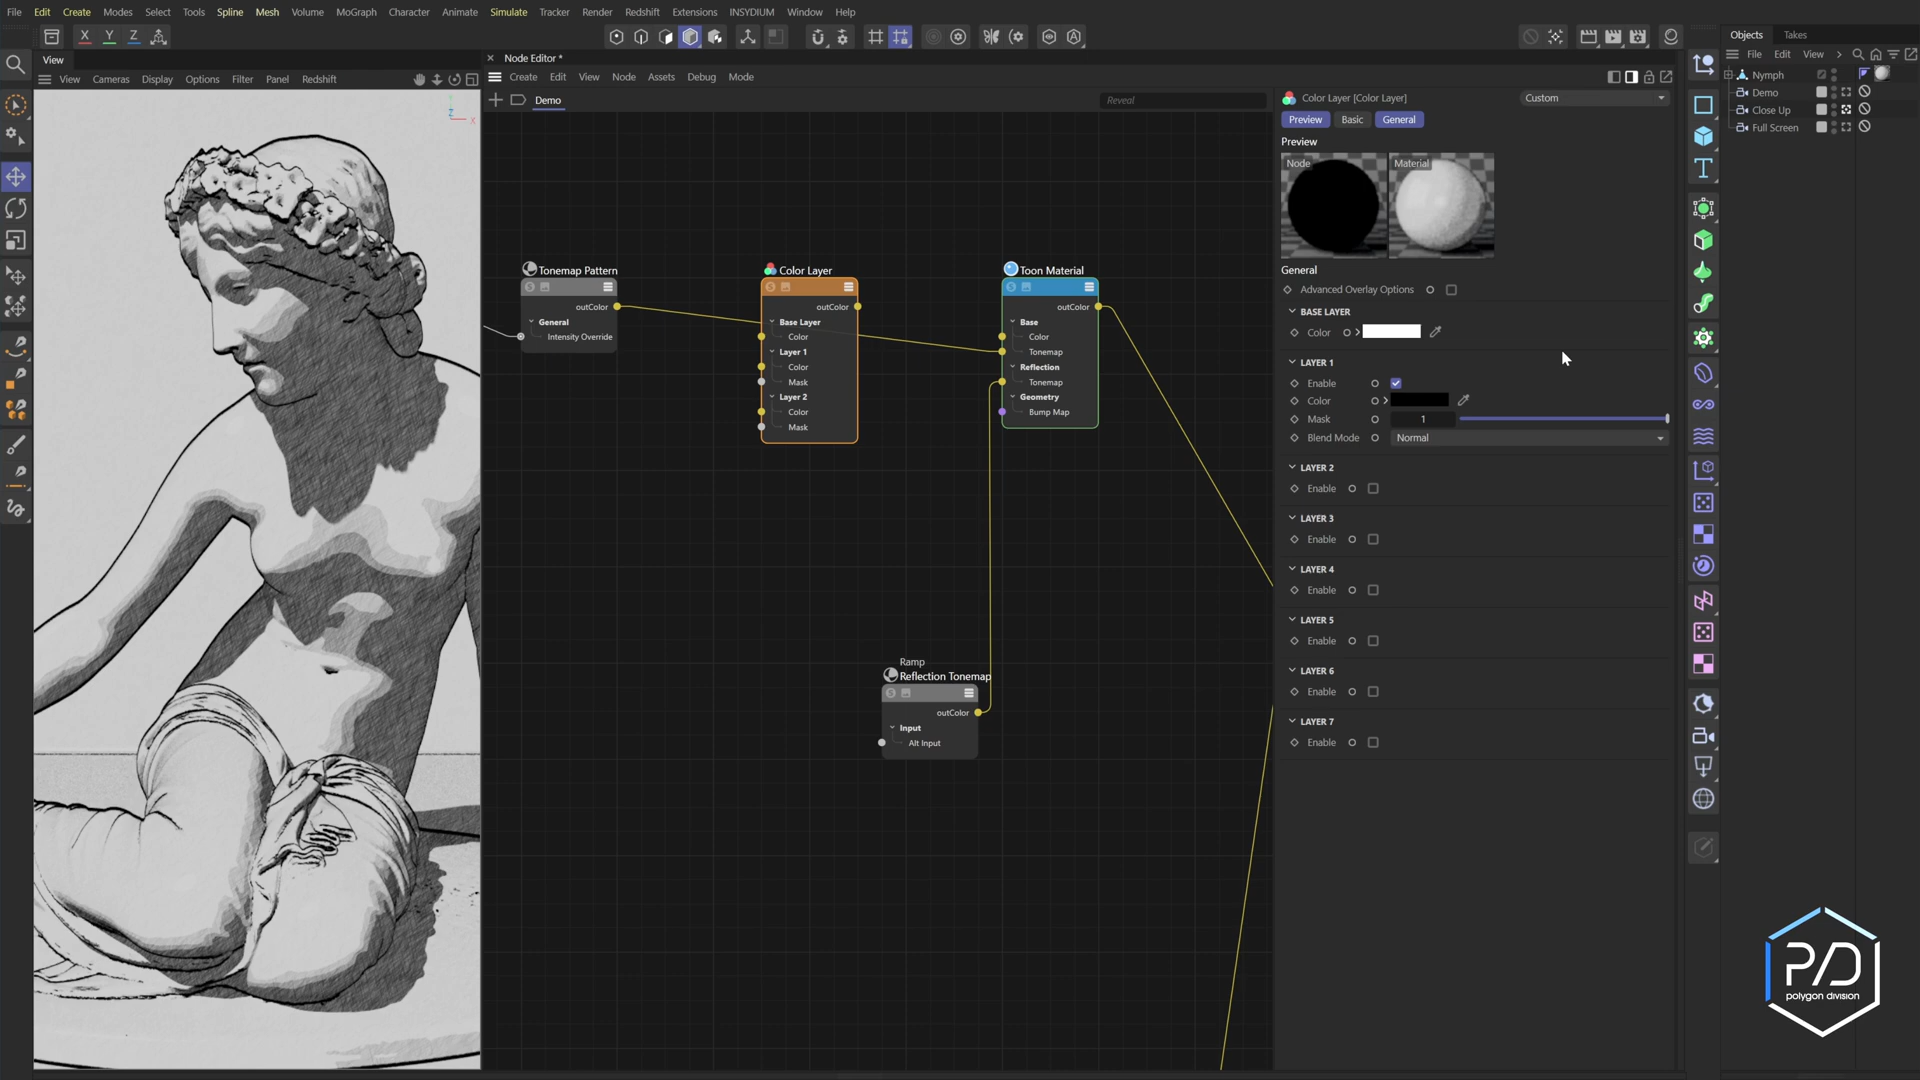 File Edit Create Modes Select Tools Spline Mesh Volume MoGraph Character Animate Simulate Tracker Render Redshift Extensions INSYDIUM Window Help
X Y Z
View
View Cameras Display Options Filter Panel Redshift
Z
X
Node Editor *
Create Edit View Node Assets Debug Mode
Demo
Reveal
Tonemap Pattern
outColor
General
Intensity Override
Color Layer
outColor
Base Layer
Color
Layer 1
Color
Mask
Layer 2
Color
Mask
Toon Material
outColor
Base
Color
Tonemap
Reflection
Tonemap
Geometry
Bump Map
Ramp
Reflection Tonemap
outColor
Input
Alt Input
Color Layer [Color Layer]
Custom
Preview Basic General
Preview
Node
Material
General
Advanced Overlay Options
BASE LAYER
Color
LAYER 1
Enable
Color
Mask 1
Blend Mode Normal
LAYER 2
Enable
LAYER 3
Enable
LAYER 4
Enable
LAYER 5
Enable
LAYER 6
Enable
LAYER 7
Enable
Objects Takes
File Edit View
Nymph
Demo
Close Up
Full Screen
PD
polygon division